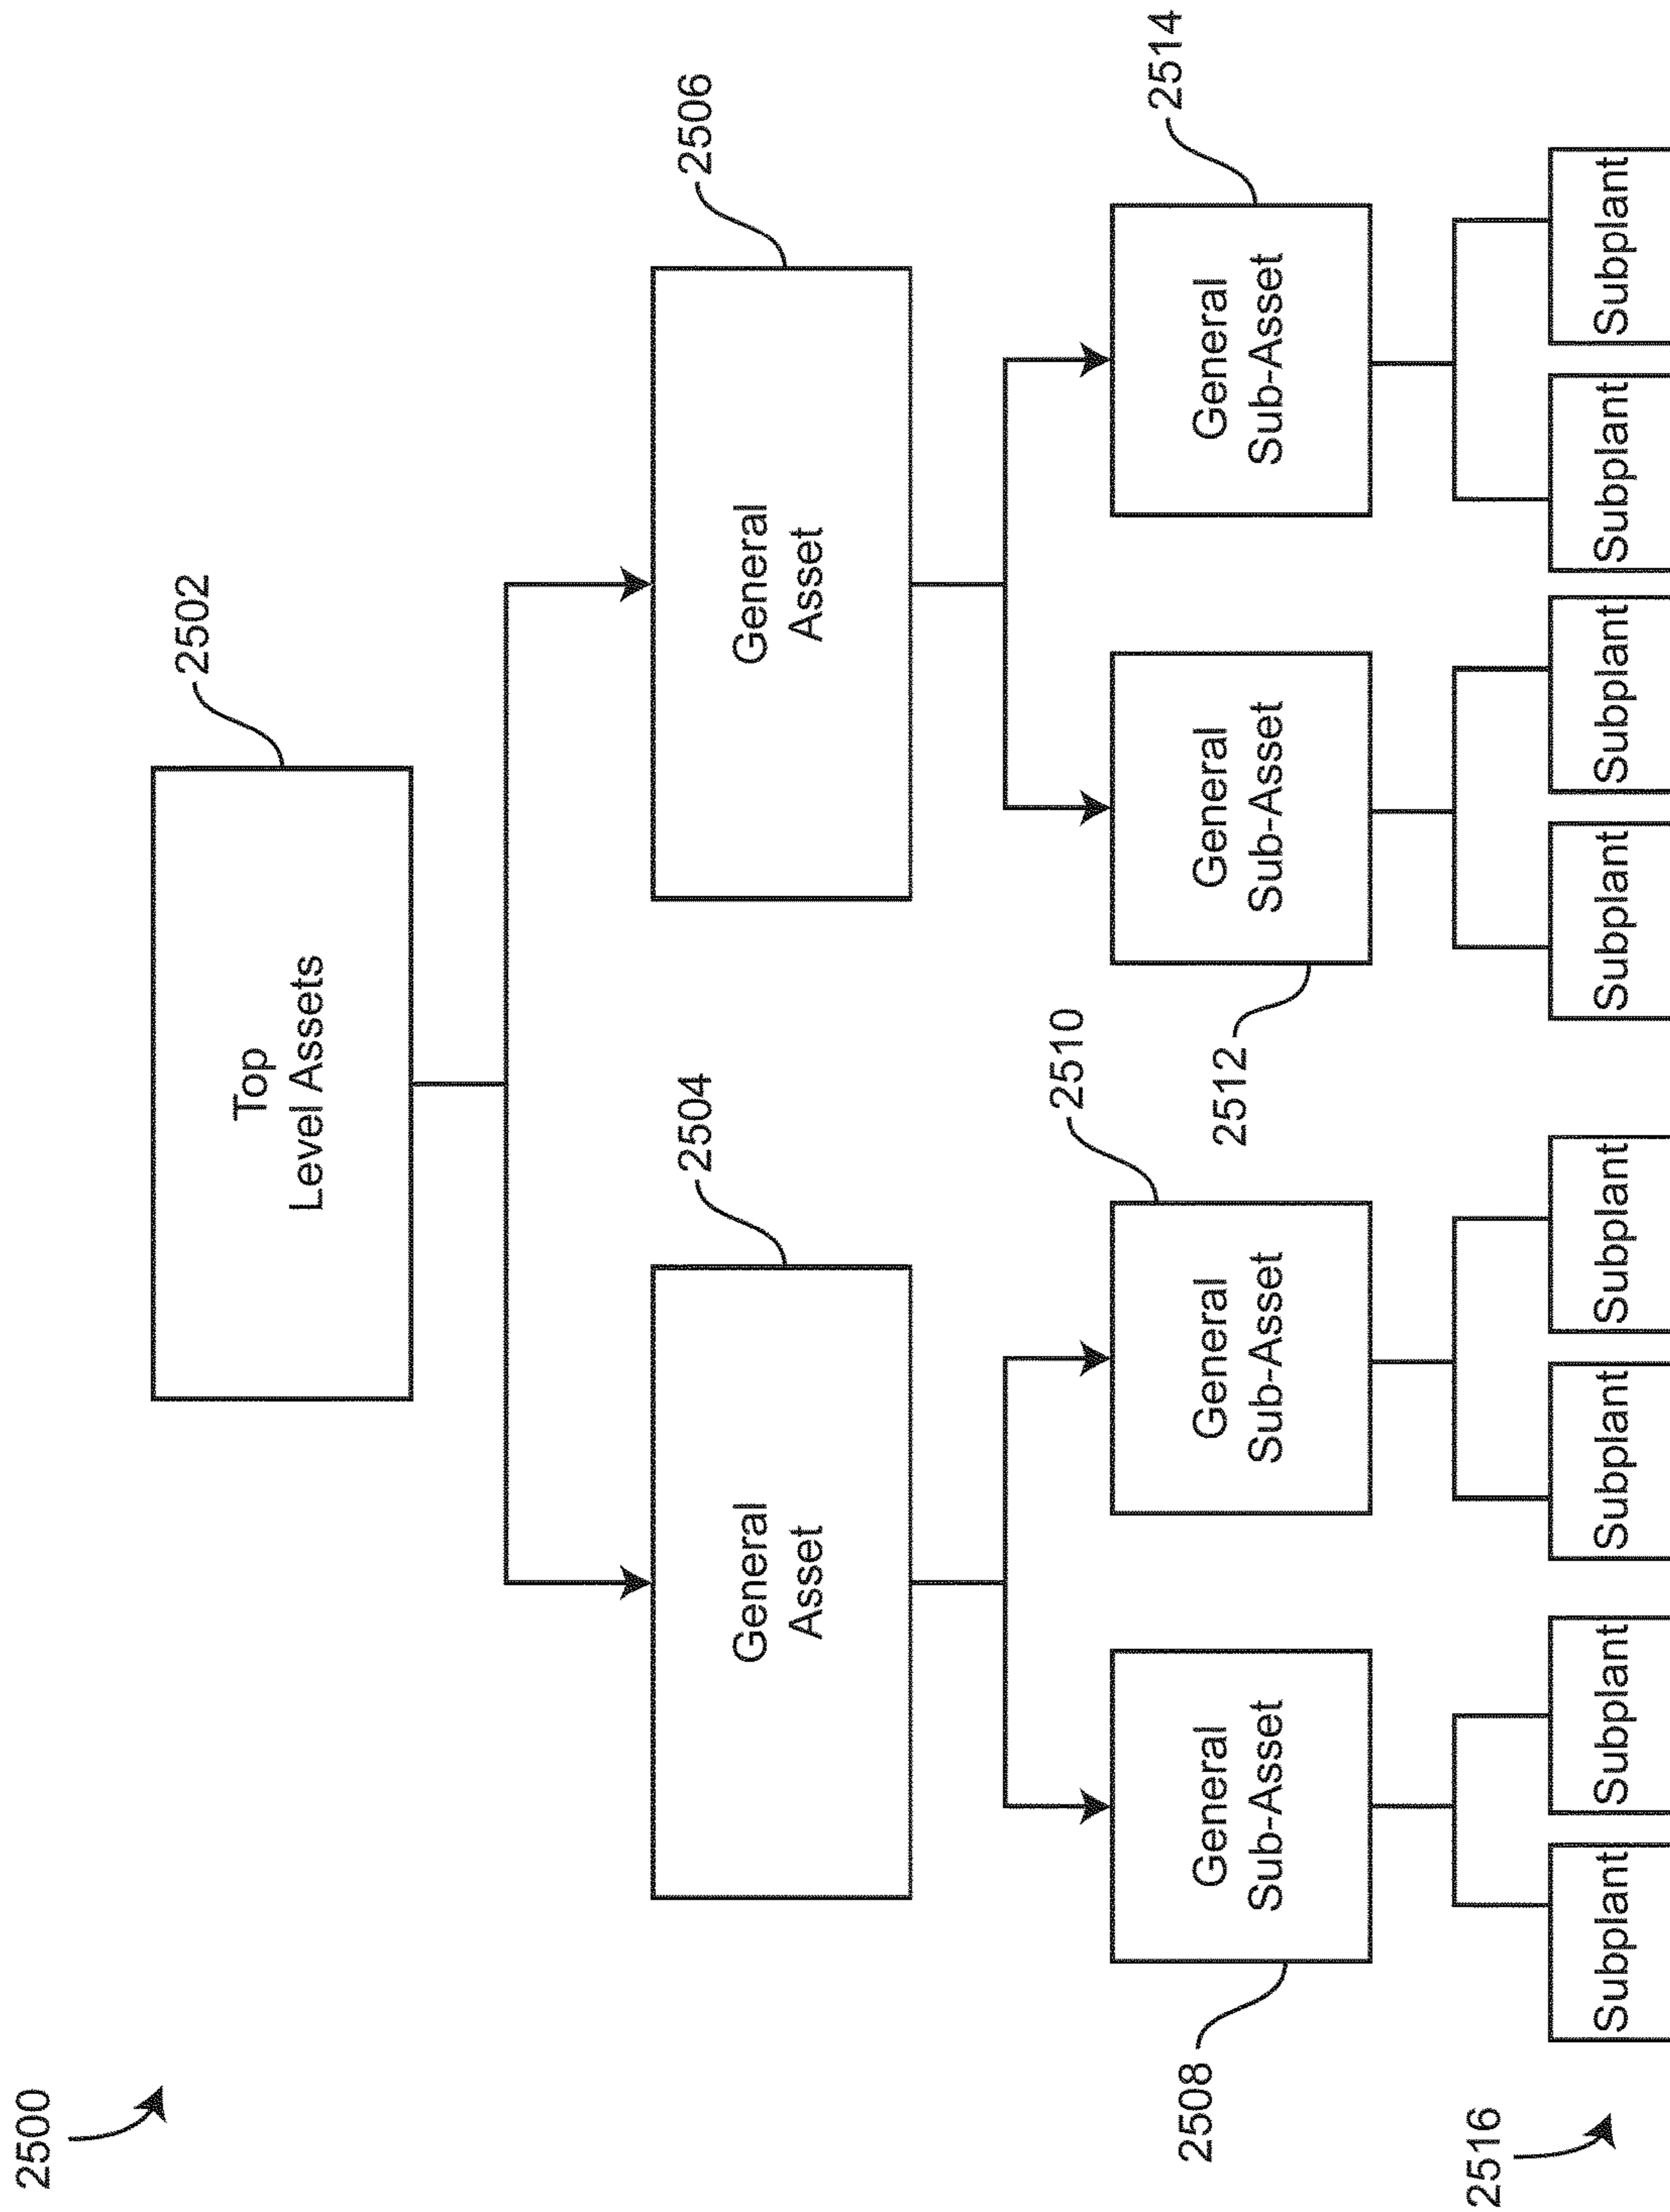 2500
2502
Top
Level Assets
2504
2506
General
Asset
General
Asset
2508
2510
2512
2514
General
Sub-Asset
General
Sub-Asset
General
Sub-Asset
General
Sub-Asset
2516
Subplant
Subplant
Subplant
Subplant
Subplant
Subplant
Subplant
Subplant